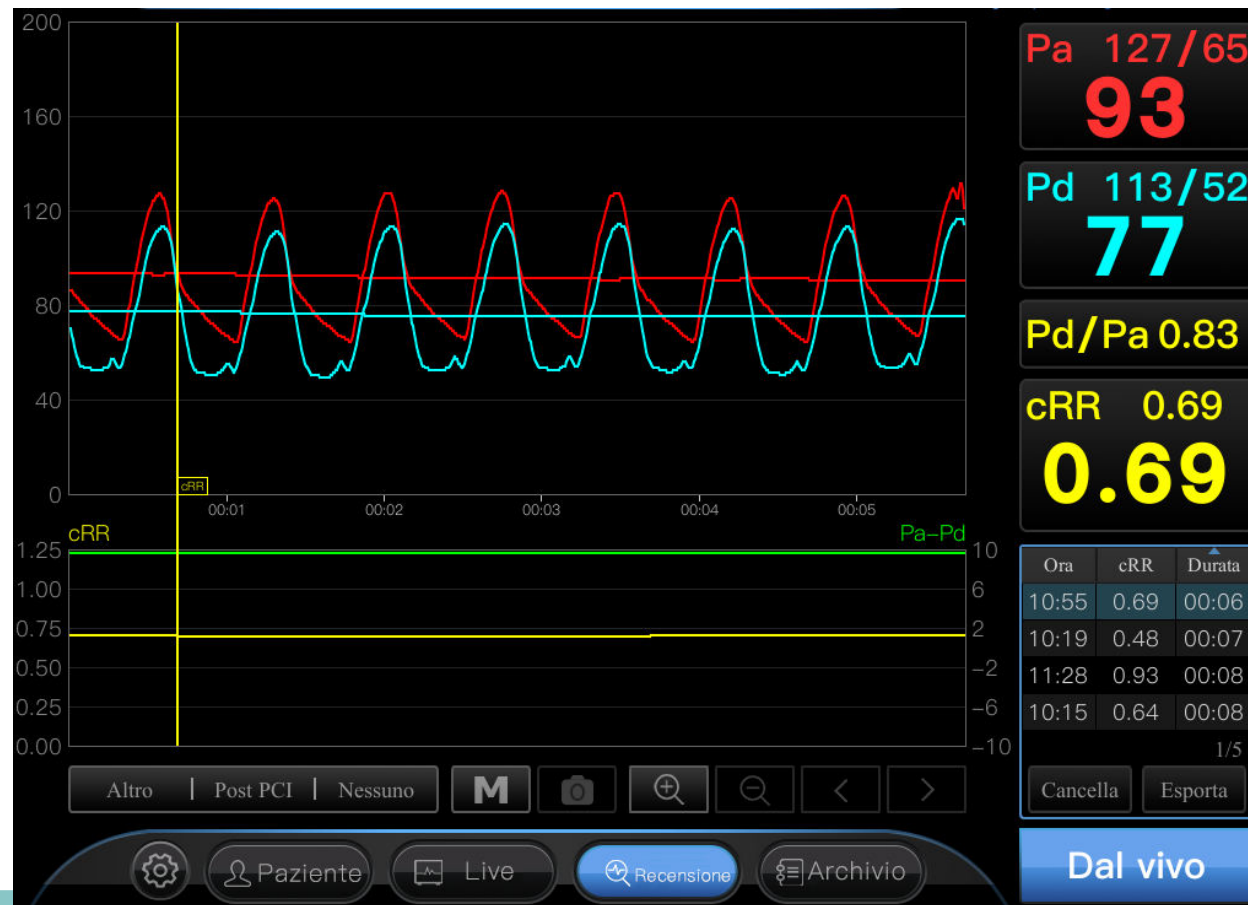 200
160
120
80
40
0
cRR
00:01 00:02 00:03 00:04 00:05
cRR Pa-Pd
1.25 10
1.00 6
0.75 2
0.50 -2
0.25 -6
0.00 -10
Altro | Post PCI | Nessuno M
Paziente Live Recensione Archivio
Pa 127/65
93
Pd 113/52
77
Pd/Pa 0.83
cRR 0.69
0.69
Ora cRR Durata
10:55 0.69 00:06
10:19 0.48 00:07
11:28 0.93 00:08
10:15 0.64 00:08
1/5
Cancella Esporta
Dal vivo